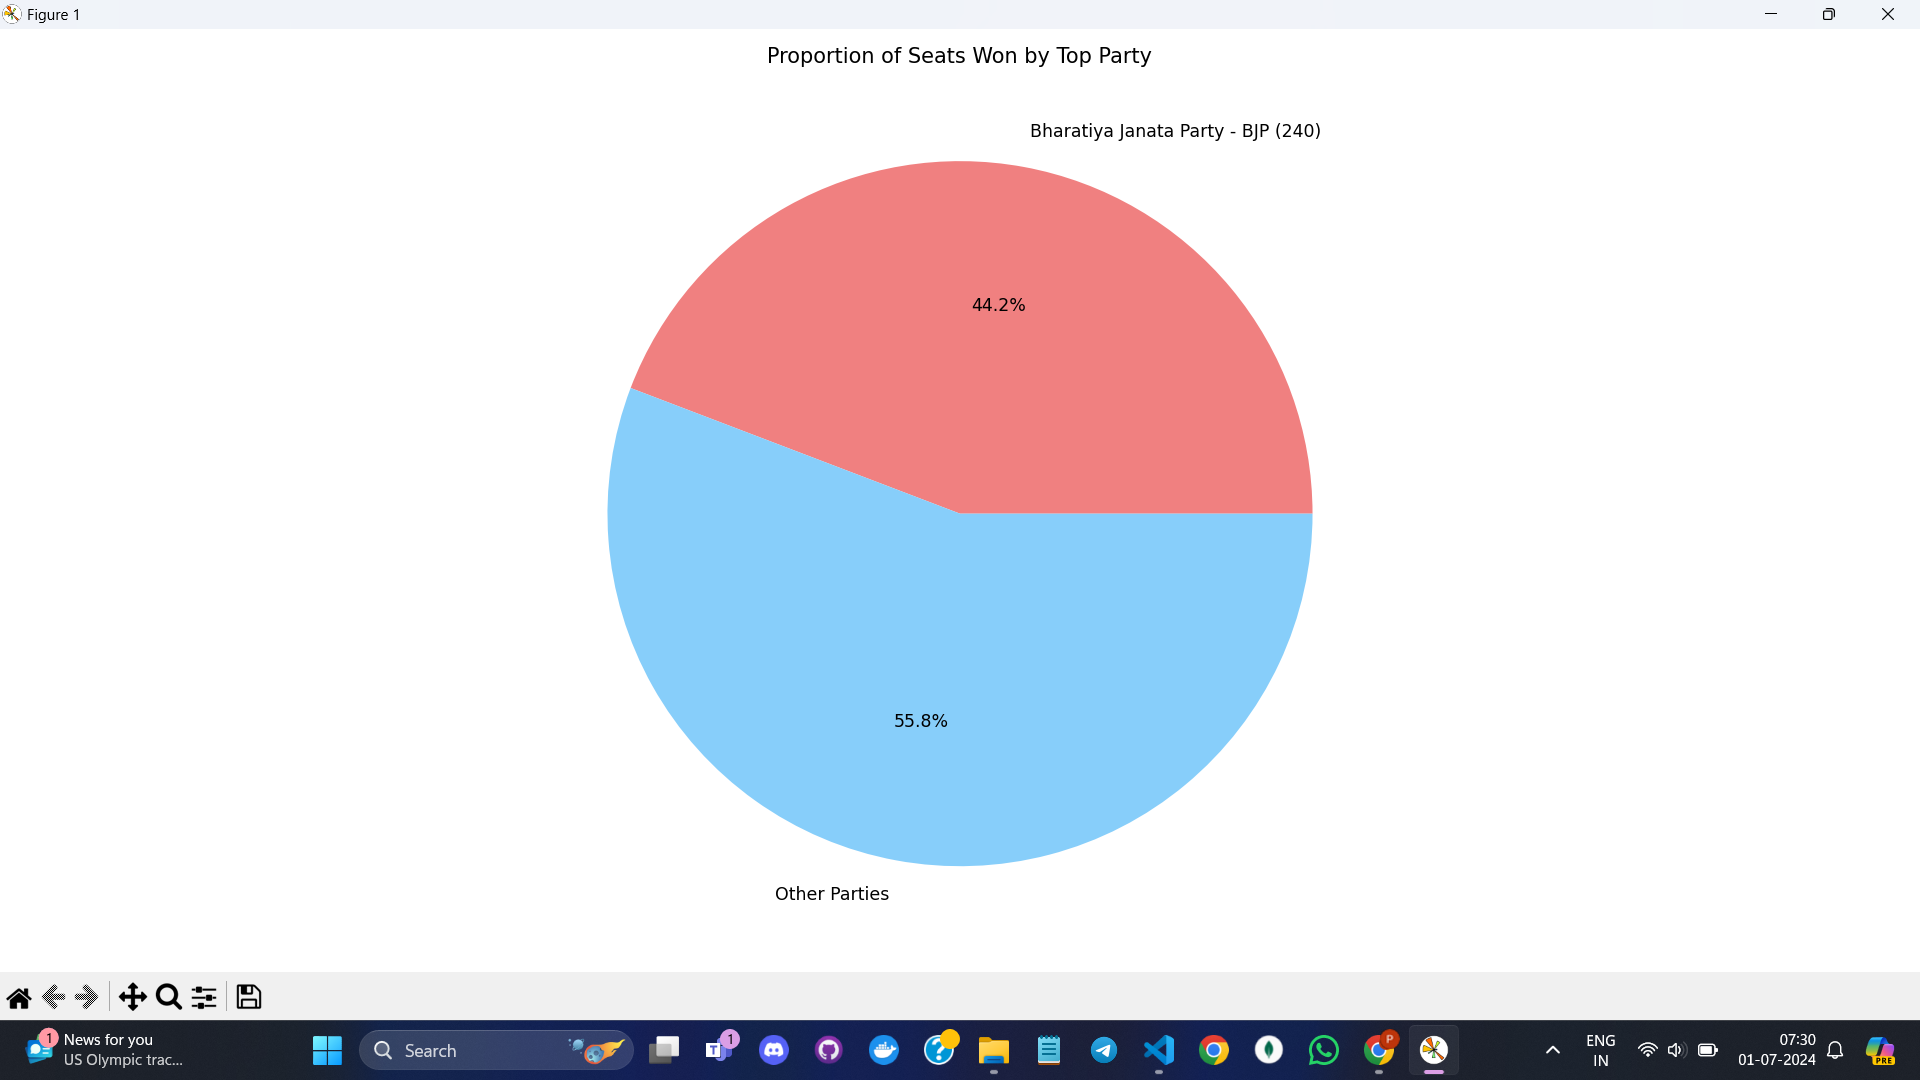 Figure 1
Proportion of Seats Won by Top Party
Bharatiya Janata Party - BJP (240)
44.2%
55.8%
Other Parties
1
News for you
US Olympic trac...
Search
1
T
?
P
ENG
IN
07:30
01-07-2024
PRE